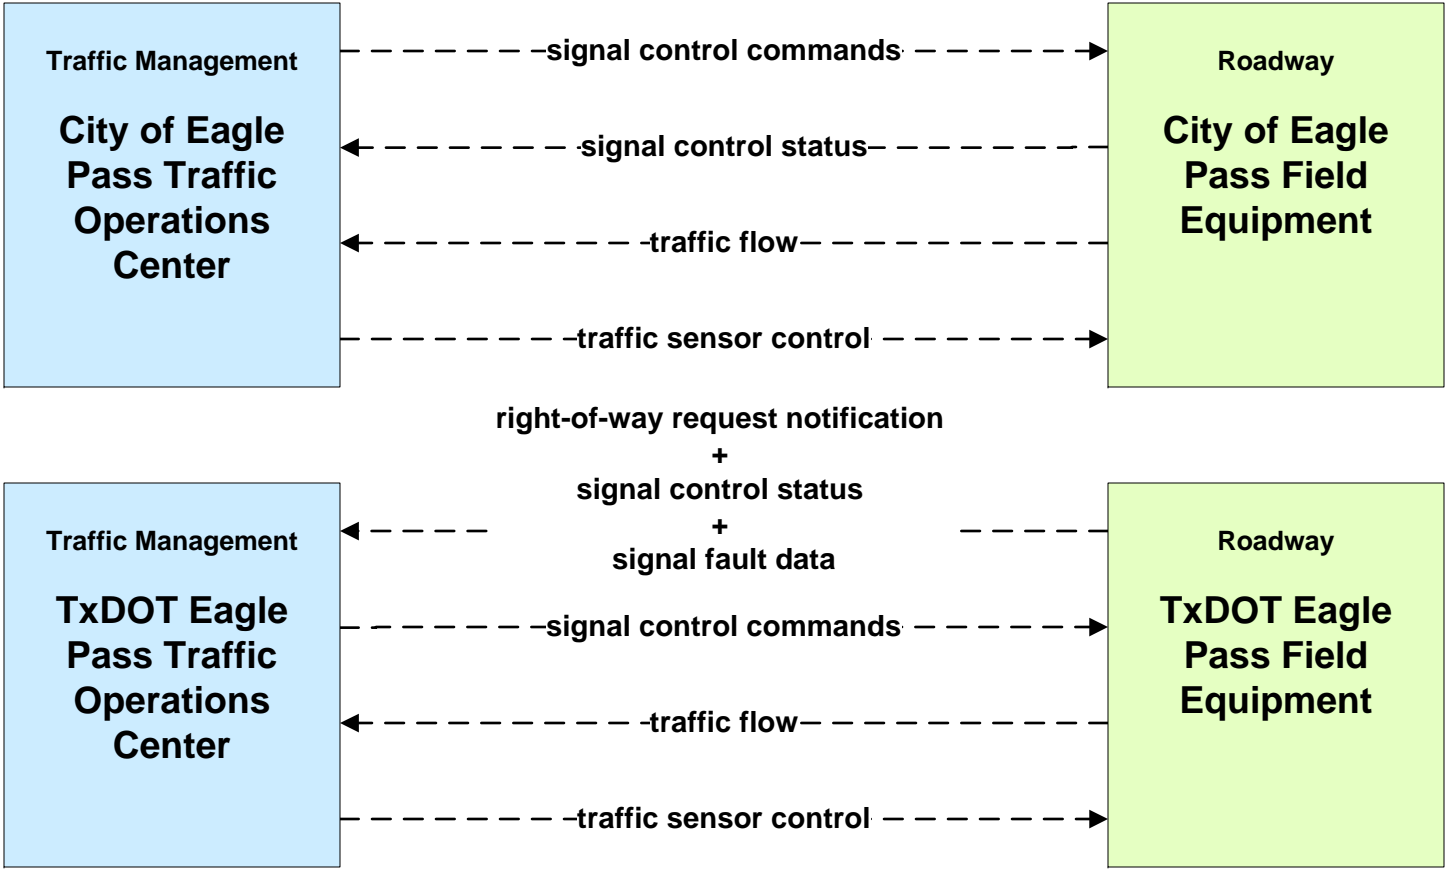 Traffic Management
City of Eagle
Pass Traffic
Operations
Center
signal control commands
signal control status
traffic flow
traffic sensor control
Roadway
City of Eagle
Pass Field
Equipment
right-of-way request notification
+
signal control status
+
signal fault data
Traffic Management
TxDOT Eagle
Pass Traffic
Operations
Center
signal control commands
traffic flow
traffic sensor control
Roadway
TxDOT Eagle
Pass Field
Equipment